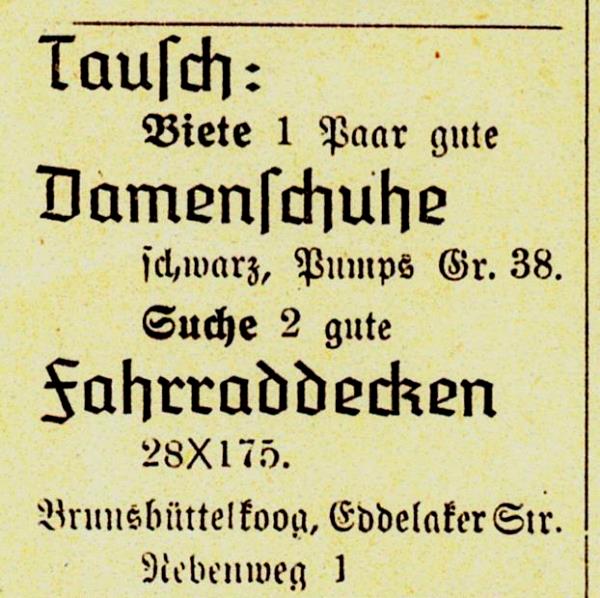 Tausch:
Biete 1 Paar gute
Damenschuhe
schwarz, Pumps Gr. 38.
Suche 2 gute
Fahrraddecken
28X175.
Brunsbüttelkoog, Eddelaker Str.
Nebenweg 1